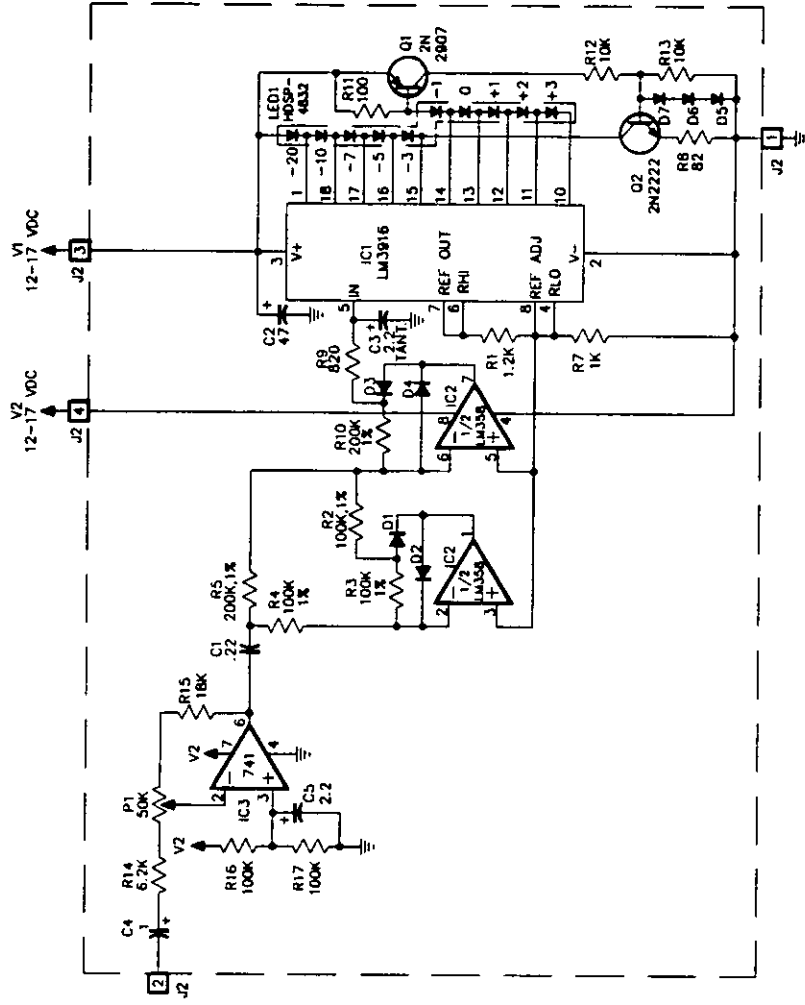 V1
12-17 VDC
J2
3
V2
12-17 VDC
J2
4
J2
2
C4
1
+
R14
6.2K
P1
50K
R15
18K
V2
R16
100K
R17
100K
C5
2.2
+
IC3
741
2
3
7
4
6
−
+
V2
C1
.22
R5
200K,1%
R4
100K
1%
R3
100K
1%
R2
100K,1%
D1
D2
IC2
1/2
LM358
2
3
1
−
+
R10
200K
1%
D3
D4
IC2
1/2
LM358
6
5
7
8
4
−
+
R9
820
C3
+
2.2
TANT.
C2
47
+
R1
1.2K
R7
1K
IC1
LM3916
V+
3
IN
5
REF OUT
7
RHI
6
REF ADJ
8
RLO
4
V−
2
1
18
17
16
15
14
13
12
11
10
LED1
HDSP-
4832
-20
-10
-7
-5
-3
-1
0
+1
+2
+3
R11
100
Q1
2N
2907
R12
10K
R13
10K
D7
D6
D5
Q2
2N2222
R8
82
1
J2